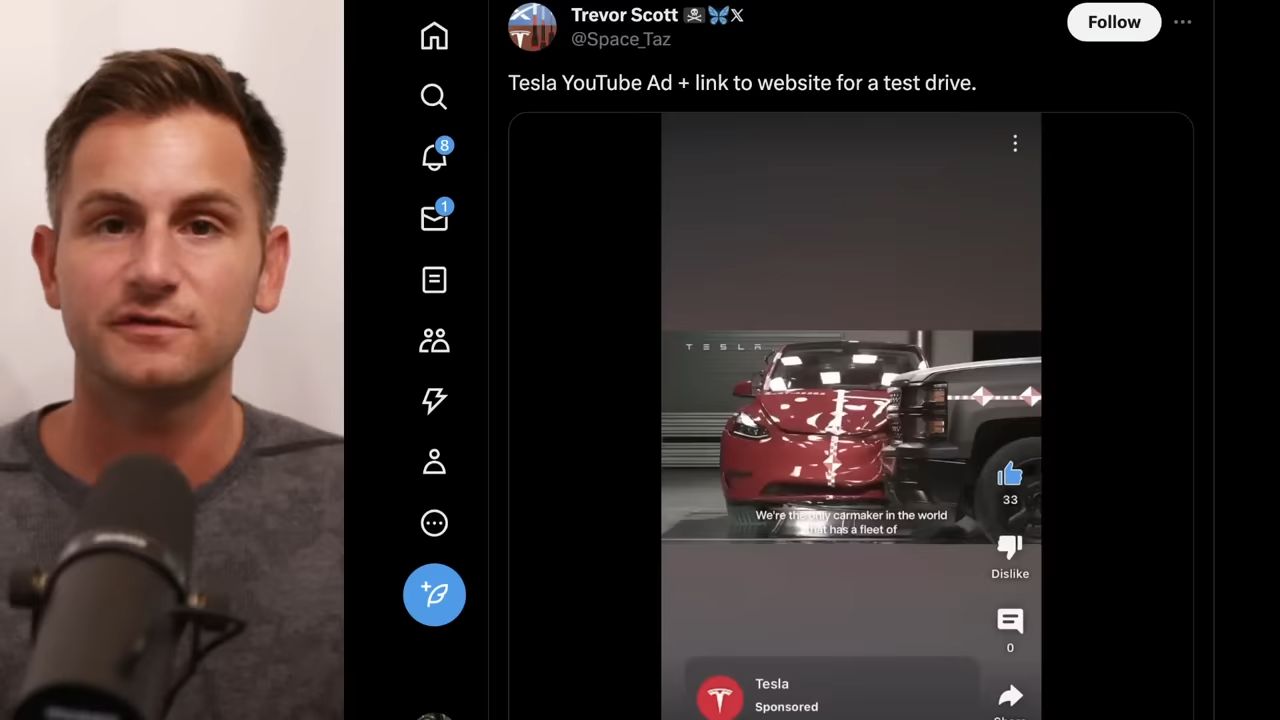 Trevor Scott
@Space_Taz
Follow
8
1
Tesla YouTube Ad + link to website for a test drive.
TESLA
We're the only carmaker in the world
that has a fleet of
33
Dislike
0
Tesla
Sponsored
Share